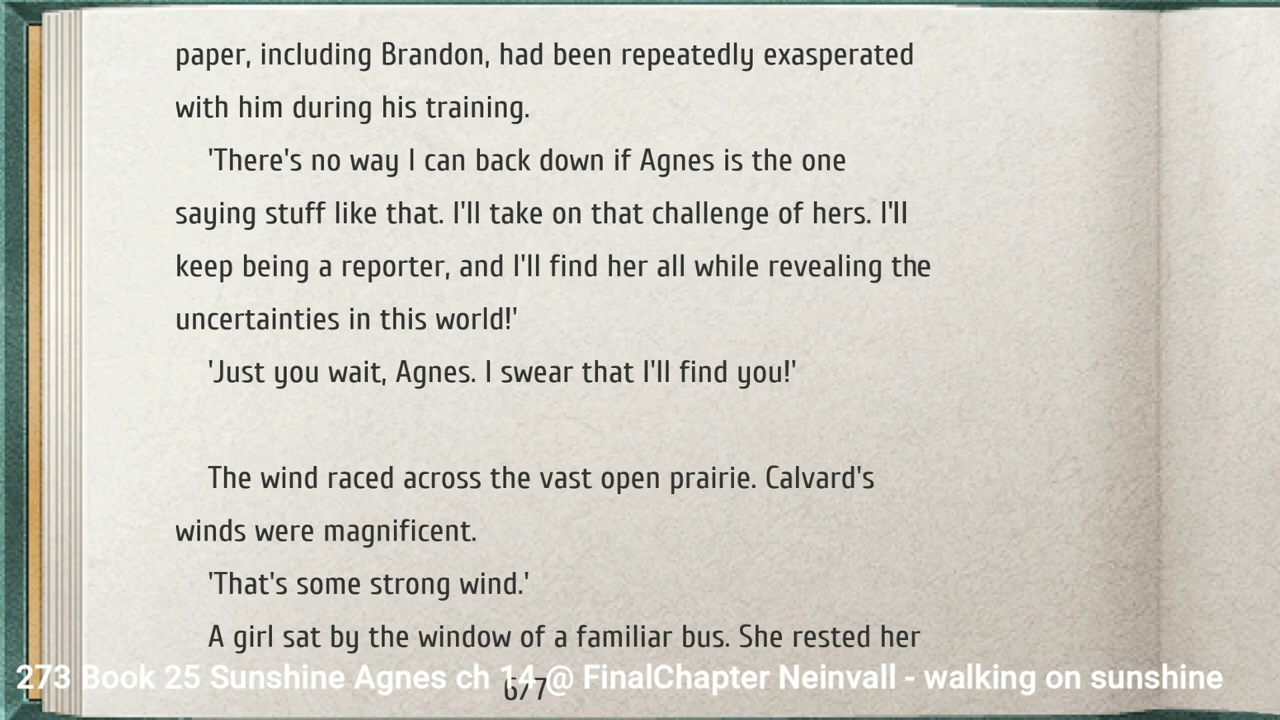 paper, including Brandon, had been repeatedly exasperated
with him during his training.
'There's no way I can back down if Agnes is the one
saying stuff like that. I'll take on that challenge of hers. I'll
keep being a reporter, and I'll find her all while revealing the
uncertainties in this world!'
'Just you wait, Agnes. I swear that I'll find you!'
The wind raced across the vast open prairie. Calvard's
winds were magnificent.
'That's some strong wind.'
A girl sat by the window of a familiar bus. She rested her
273 Book 25 Sunshine Agnes ch 14 @ FinalChapter Neinvall - walking on sunshine
6/7